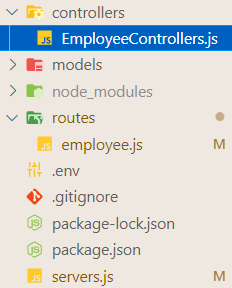 controllers
JS EmployeeControllers.js
models
node_modules
routes
JS employee.js M
.env
.gitignore
package-lock.json
package.json
JS servers.js M